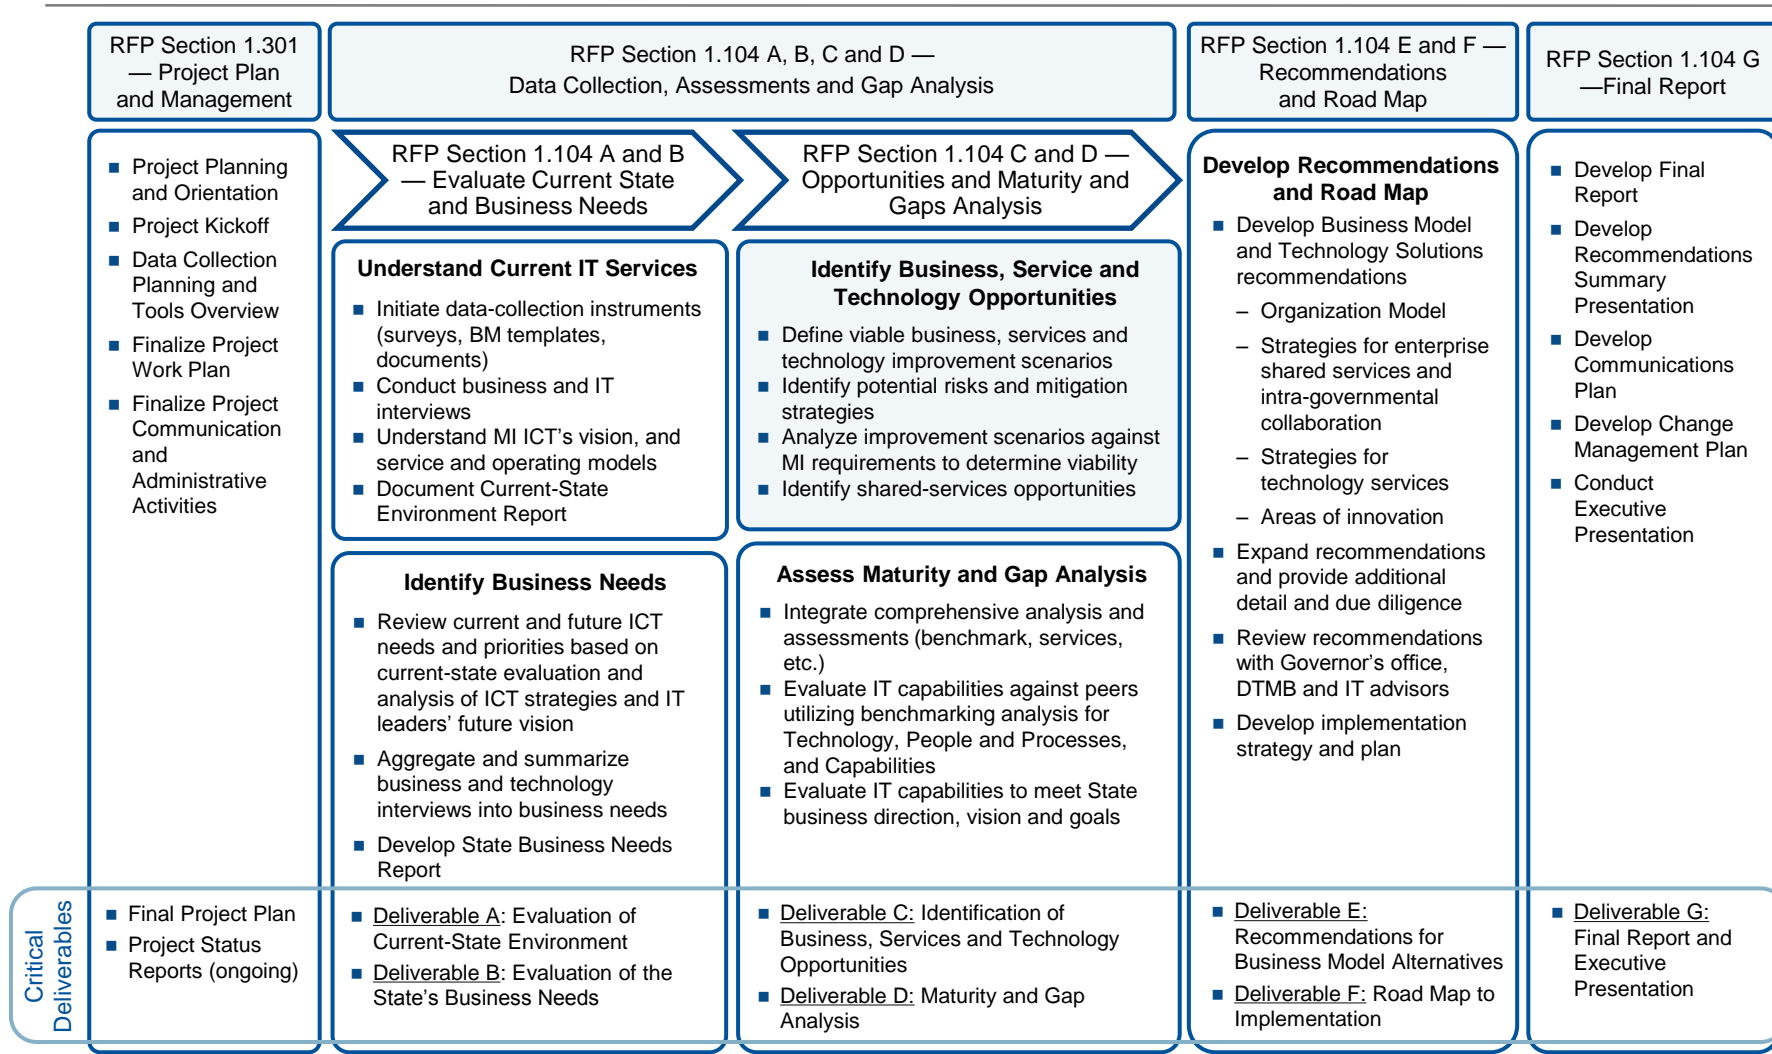 RFP Section 1.301
— Project Plan
and Management
RFP Section 1.104 A, B, C and D —
Data Collection, Assessments and Gap Analysis
RFP Section 1.104 E and F —
Recommendations
and Road Map
RFP Section 1.104 G
—Final Report
■ Project Planning
and Orientation
■ Project Kickoff
■ Data Collection
Planning and
Tools Overview
■ Finalize Project
Work Plan
■ Finalize Project
Communication
and
Administrative
Activities
RFP Section 1.104 A and B
— Evaluate Current State
and Business Needs
Understand Current IT Services
■ Initiate data-collection instruments
(surveys, BM templates,
documents)
■ Conduct business and IT
interviews
■ Understand MI ICT’s vision, and
service and operating models
■ Document Current-State
Environment Report
Identify Business Needs
■ Review current and future ICT
needs and priorities based on
current-state evaluation and
analysis of ICT strategies and IT
leaders’ future vision
■ Aggregate and summarize
business and technology
interviews into business needs
■ Develop State Business Needs
Report
RFP Section 1.104 C and D —
Opportunities and Maturity and
Gaps Analysis
Identify Business, Service and
Technology Opportunities
■ Define viable business, services and
technology improvement scenarios
■ Identify potential risks and mitigation
strategies
■ Analyze improvement scenarios against
MI requirements to determine viability
■ Identify shared-services opportunities
Assess Maturity and Gap Analysis
■ Integrate comprehensive analysis and
assessments (benchmark, services,
etc.)
■ Evaluate IT capabilities against peers
utilizing benchmarking analysis for
Technology, People and Processes,
and Capabilities
■ Evaluate IT capabilities to meet State
business direction, vision and goals
Develop Recommendations
and Road Map
■ Develop Business Model
and Technology Solutions
recommendations
– Organization Model
– Strategies for enterprise
shared services and
intra-governmental
collaboration
– Strategies for
technology services
– Areas of innovation
■ Expand recommendations
and provide additional
detail and due diligence
■ Review recommendations
with Governor’s office,
DTMB and IT advisors
■ Develop implementation
strategy and plan
■ Develop Final
Report
■ Develop
Recommendations
Summary
Presentation
■ Develop
Communications
Plan
■ Develop Change
Management Plan
■ Conduct
Executive
Presentation
Critical
Deliverables
■ Final Project Plan
■ Project Status
Reports (ongoing)
■ Deliverable A: Evaluation of
Current-State Environment
■ Deliverable B: Evaluation of the
State’s Business Needs
■ Deliverable C: Identification of
Business, Services and Technology
Opportunities
■ Deliverable D: Maturity and Gap
Analysis
■ Deliverable E:
Recommendations for
Business Model Alternatives
■ Deliverable F: Road Map to
Implementation
■ Deliverable G:
Final Report and
Executive
Presentation